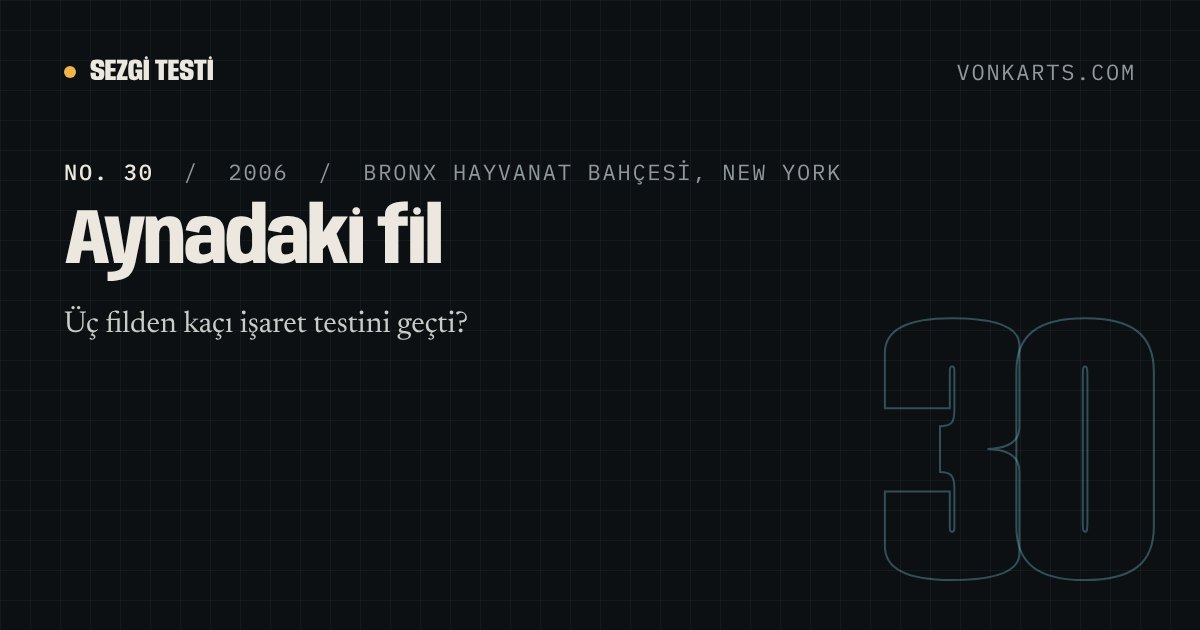 SEZGİ TESTİ
VONKARTS.COM
NO. 30 / 2006 / BRONX HAYVANAT BAHÇESİ, NEW YORK
Aynadaki fil
Üç filden kaçı işaret testini geçti?
30